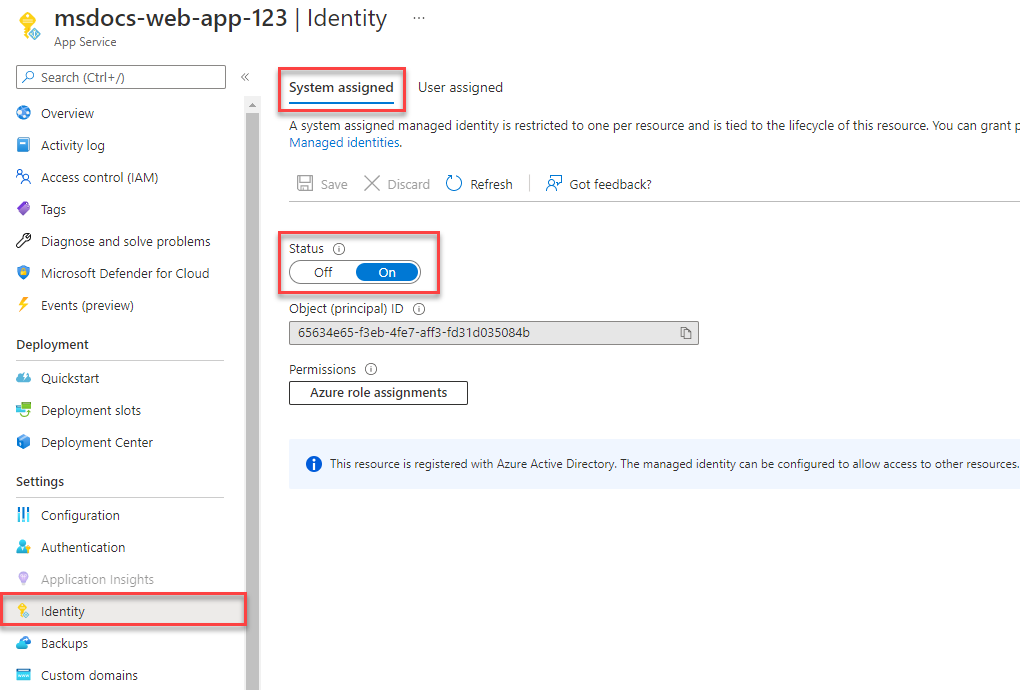 msdocs-web-app-123 | Identity ...
App Service
Search (Ctrl+/)
«
Overview
Activity log
Access control (IAM)
Tags
Diagnose and solve problems
Microsoft Defender for Cloud
Events (preview)
Deployment
Quickstart
Deployment slots
Deployment Center
Settings
Configuration
Authentication
Application Insights
Identity
Backups
Custom domains
System assigned User assigned
A system assigned managed identity is restricted to one per resource and is tied to the lifecycle of this resource. You can grant p
Managed identities.
Save Discard Refresh Got feedback?
Status
Off On
Object (principal) ID
65634e65-f3eb-4fe7-aff3-fd31d035084b
Permissions
Azure role assignments
This resource is registered with Azure Active Directory. The managed identity can be configured to allow access to other resources.